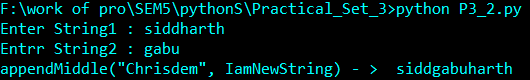 F:\work of pro\SEM5\pythonS\Practical_Set_3>python P3_2.py
Enter String1 : siddharth
Entrr String2 : gabu
appendMiddle("Chrisdem", IamNewString) - >  siddgabuharth